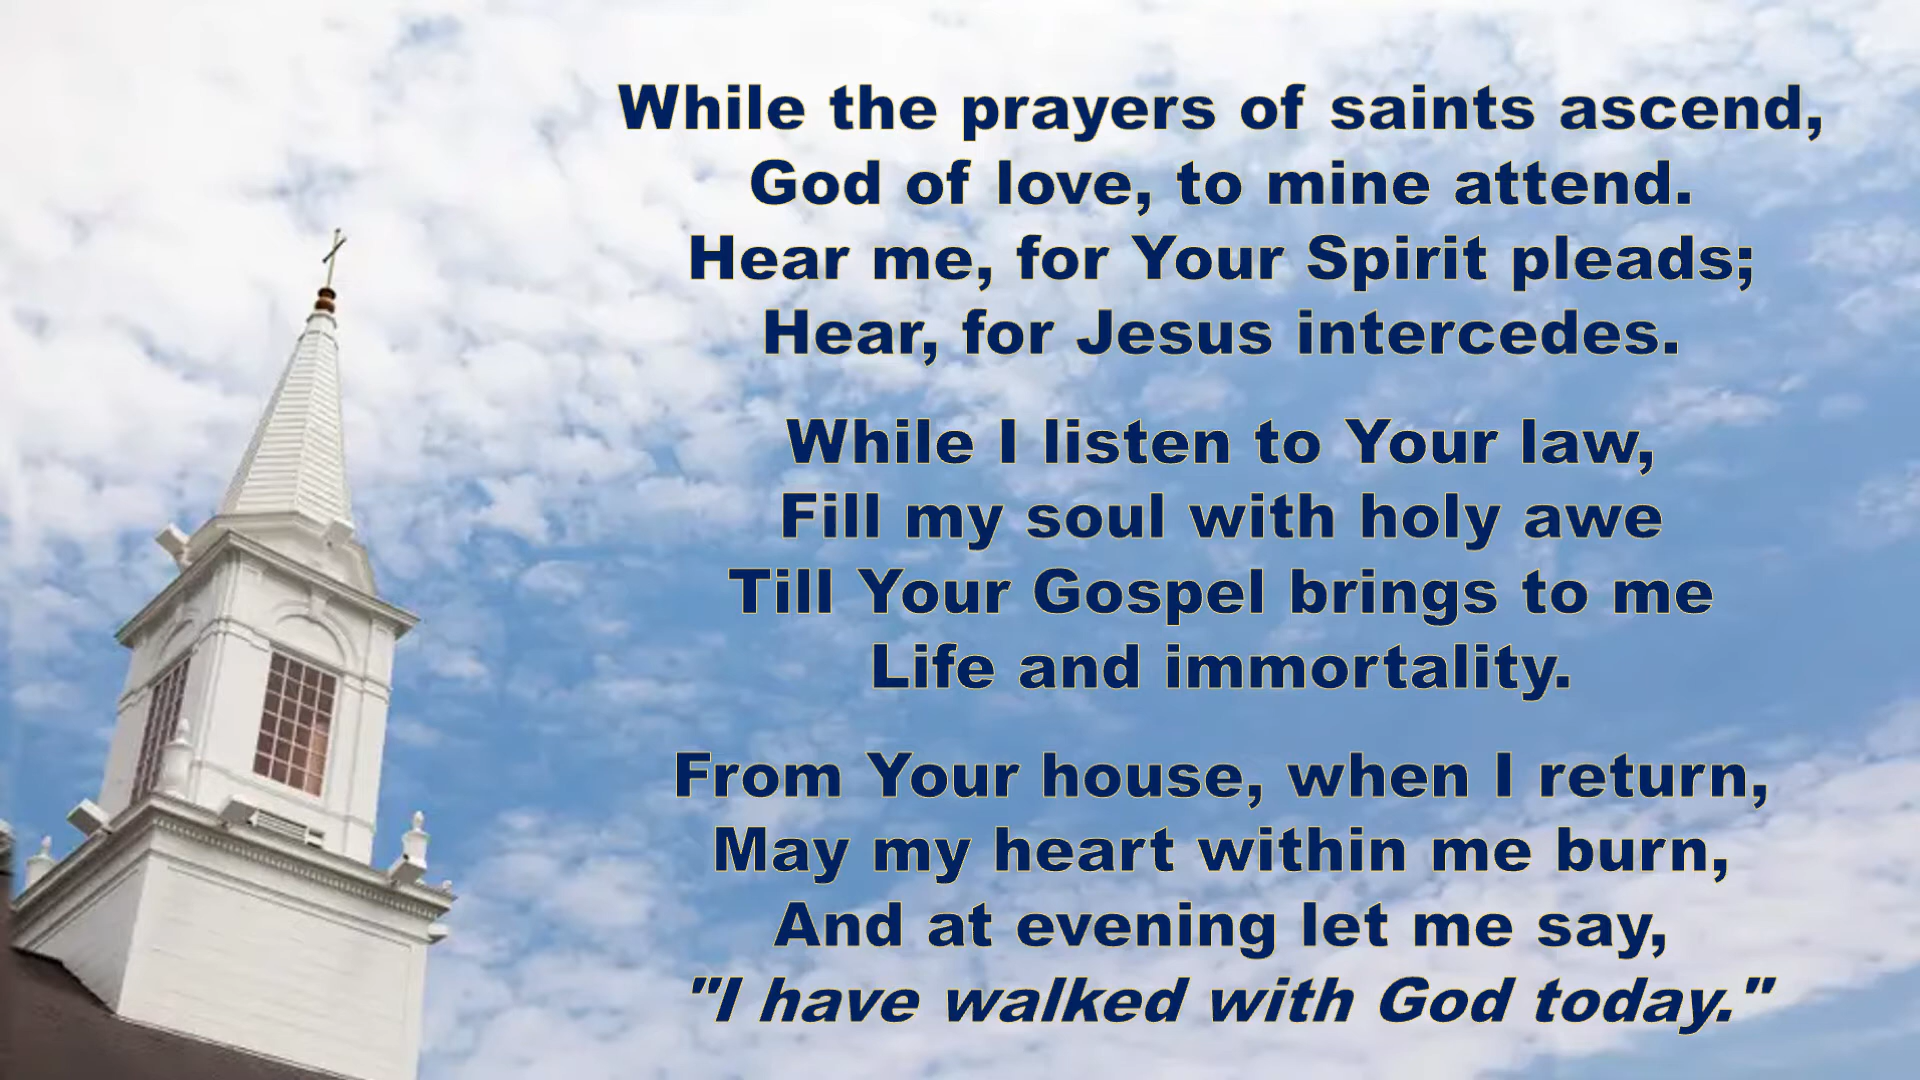 While the prayers of saints ascend,
God of love, to mine attend.
Hear me, for Your Spirit pleads;
Hear, for Jesus intercedes.
While I listen to Your law,
Fill my soul with holy awe
Till Your Gospel brings to me
Life and immortality.
From Your house, when I return,
May my heart within me burn,
And at evening let me say,
"I have walked with God today."